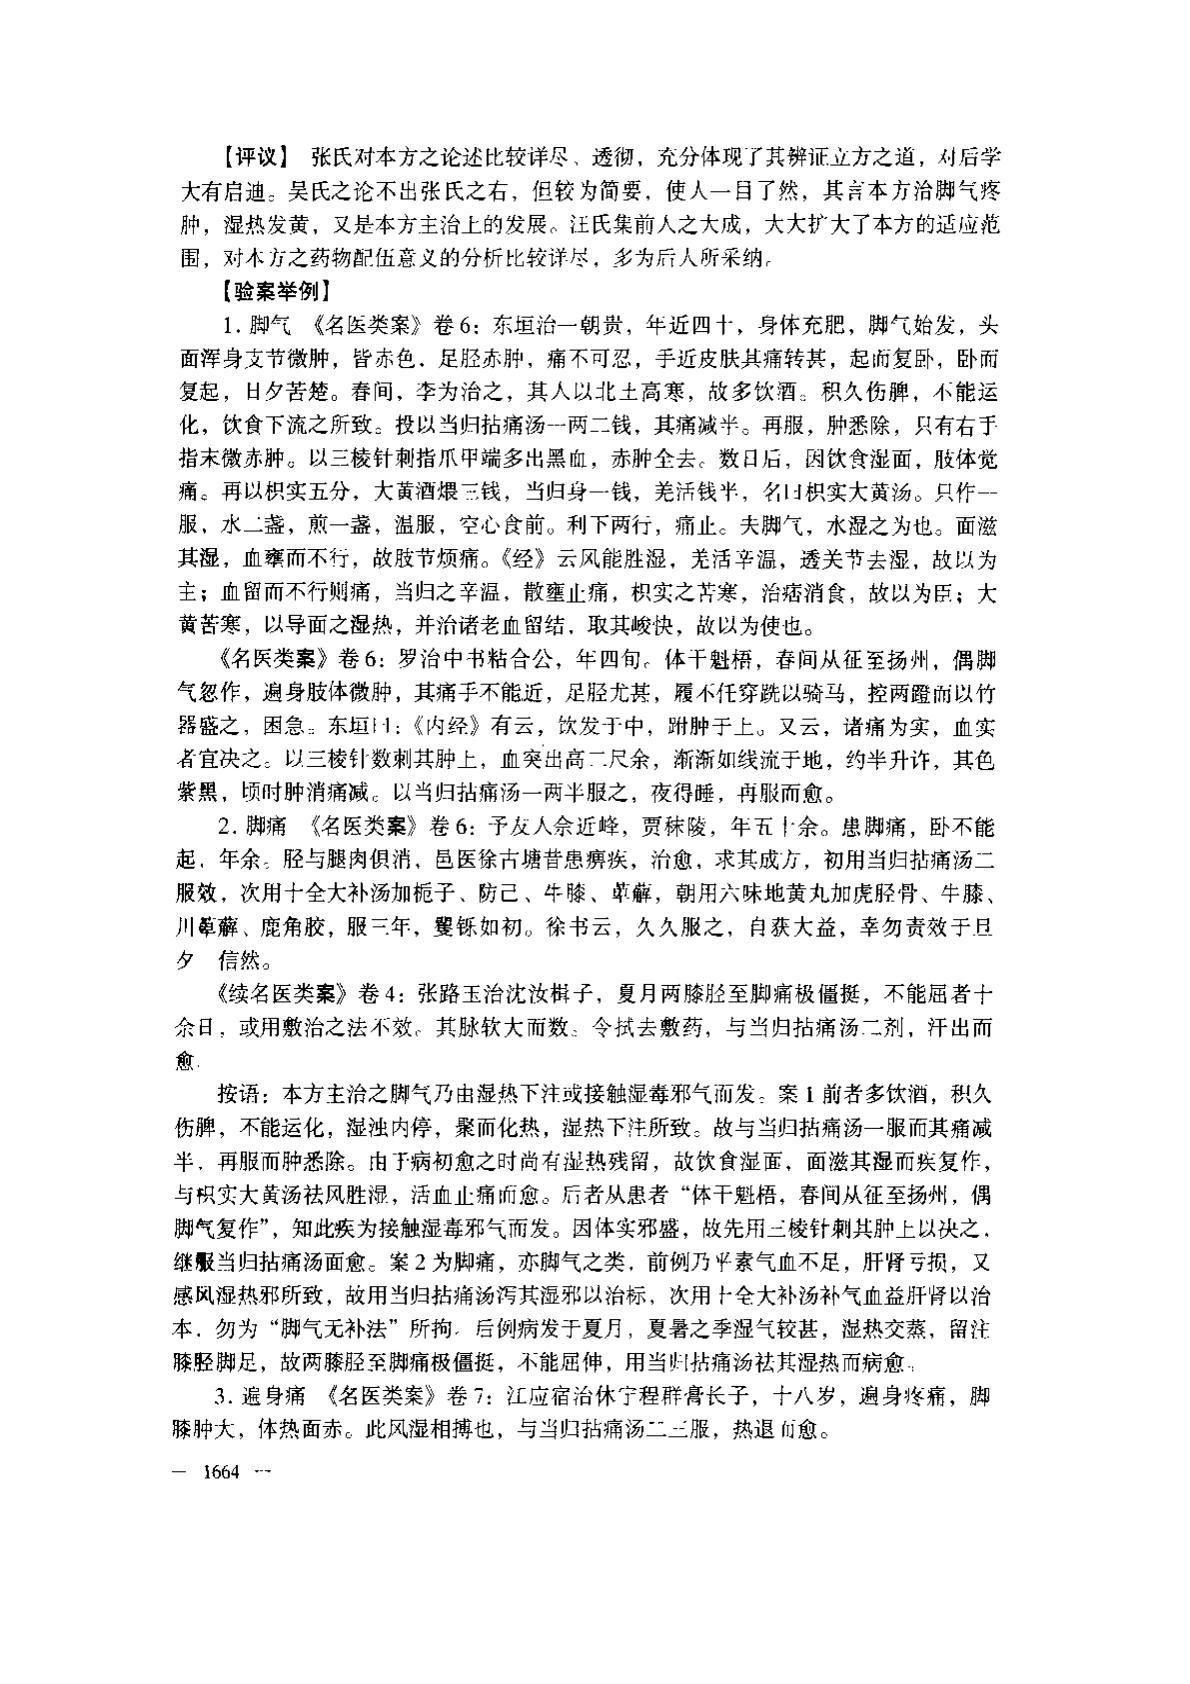 【评议】 张氏对本方之论述比较详尽、透彻，充分体现了其辨证立方之道，对后学
大有启迪。吴氏之论不出张氏之右，但较为简要，使人一目了然，其言本方治脚气疼
肿，湿热发黄，又是本方主治上的发展。汪氏集前人之大成，大大扩大了本方的适应范
围，对本方之药物配伍意义的分析比较详尽，多为后人所采纳。
【验案举例】
1. 脚气 《名医类案》卷 6：东垣治一朝贵，年近四十，身体充肥，脚气始发，头
面浑身支节微肿，皆赤色，足胫赤肿，痛不可忍，手近皮肤其痛转甚，起而复卧，卧而
复起，日夕苦楚。春间，李为治之，其人以北土高寒，故多饮酒。积久伤脾，不能运
化，饮食下流之所致。投以当归拈痛汤一两二钱，其痛减半。再服，肿悉除，只有右手
指末微赤肿。以三棱针刺指爪甲端多出黑血，赤肿全去。数日后，因饮食湿面，肢体觉
痛。再以枳实五分，大黄酒煨三钱，当归身一钱，羌活钱半，名曰枳实大黄汤。只作一
服，水二盏，煎一盏，温服，空心食前。利下两行，痛止。夫脚气，水湿之为也。面滋
其湿，血壅而不行，故肢节烦痛。《经》云风能胜湿，羌活辛温，透关节去湿，故以为
主；血留而不行则痛，当归之辛温，散壅止痛，枳实之苦寒，治痞消食，故以为臣；大
黄苦寒，以导面之湿热，并治诸老血留结，取其峻快，故以为使也。
《名医类案》卷 6：罗治中书粘合公，年四旬。体干魁梧，春间从征至扬州，偶脚
气忽作，遍身肢体微肿，其痛手不能近，足胫尤甚，履不任穿跣以骑马，控两蹬而以竹
器盛之，困急。东垣曰：《内经》有云，饮发于中，跗肿于上。又云，诸痛为实，血实
者宜决之。以三棱针数刺其肿上，血突出高二尺余，渐渐如线流于地，约半升许，其色
紫黑，顷时肿消痛减。以当归拈痛汤一两半服之，夜得睡，再服而愈。
2. 脚痛 《名医类案》卷 6：予友人佘近峰，贾秣陵，年五十余。患脚痛，卧不能
起，年余。胫与腿肉俱消，邑医徐古塘昔患痹疾，治愈，求其成方，初用当归拈痛汤二
服效，次用十全大补汤加栀子、防己、牛膝、萆薢，朝用六味地黄丸加虎胫骨、牛膝、
川萆薢、鹿角胶，服三年，矍铄如初。徐书云，久久服之，自获大益，幸勿责效于旦
夕 信然。
《续名医类案》卷 4：张路玉治沈汝楫子，夏月两膝胫至脚痛极僵挺，不能屈者十
余日，或用敷治之法不效。其脉软大而数。令拭去敷药，与当归拈痛汤二剂，汗出而
愈.
按语：本方主治之脚气乃由湿热下注或接触湿毒邪气而发。案 1 前者多饮酒，积久
伤脾，不能运化，湿浊内停，聚而化热，湿热下注所致。故与当归拈痛汤一服而其痛减
半，再服而肿悉除。由于病初愈之时尚有湿热残留，故饮食湿面，面滋其湿而疾复作，
与枳实大黄汤祛风胜湿，活血止痛而愈。后者从患者“体干魁梧，春间从征至扬州，偶
脚气复作”，知此疾为接触湿毒邪气而发。因体实邪盛，故先用三棱针刺其肿上以决之，
继服当归拈痛汤面愈。案 2 为脚痛，亦脚气之类，前例乃平素气血不足，肝肾亏损，又
感风湿热邪所致，故用当归拈痛汤泻其湿邪以治标，次用十全大补汤补气血益肝肾以治
本，勿为“脚气无补法”所拘。后例病发于夏月，夏暑之季湿气较甚，湿热交蒸，留注
膝胫脚足，故两膝胫至脚痛极僵挺，不能屈伸，用当归拈痛汤祛其湿热而病愈。
3. 遍身痛 《名医类案》卷 7：江应宿治休宁程群膏长子，十八岁，遍身疼痛，脚
膝肿大，体热面赤。此风湿相搏也，与当归拈痛汤二三服，热退而愈。
— 1664 —